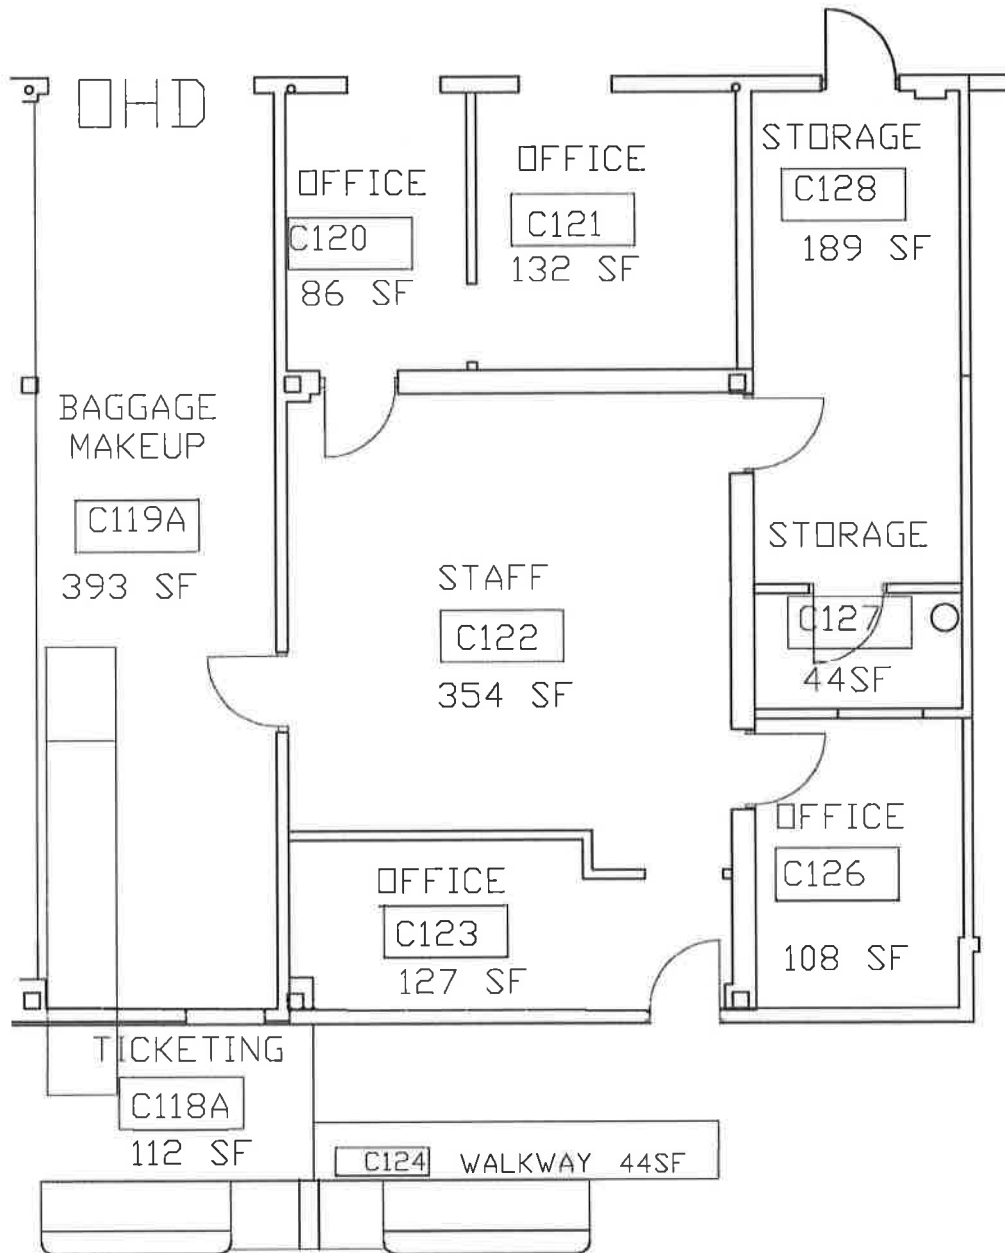 OHD
STORAGE
C128
189 SF
OFFICE
C121
132 SF
OFFICE
C120
86 SF
BAGGAGE
MAKEUP
C119A
393 SF
STORAGE
C127
44SF
STAFF
C122
354 SF
OFFICE
C126
108 SF
OFFICE
C123
127 SF
TICKETING
C118A
112 SF
C124 WALKWAY 44SF